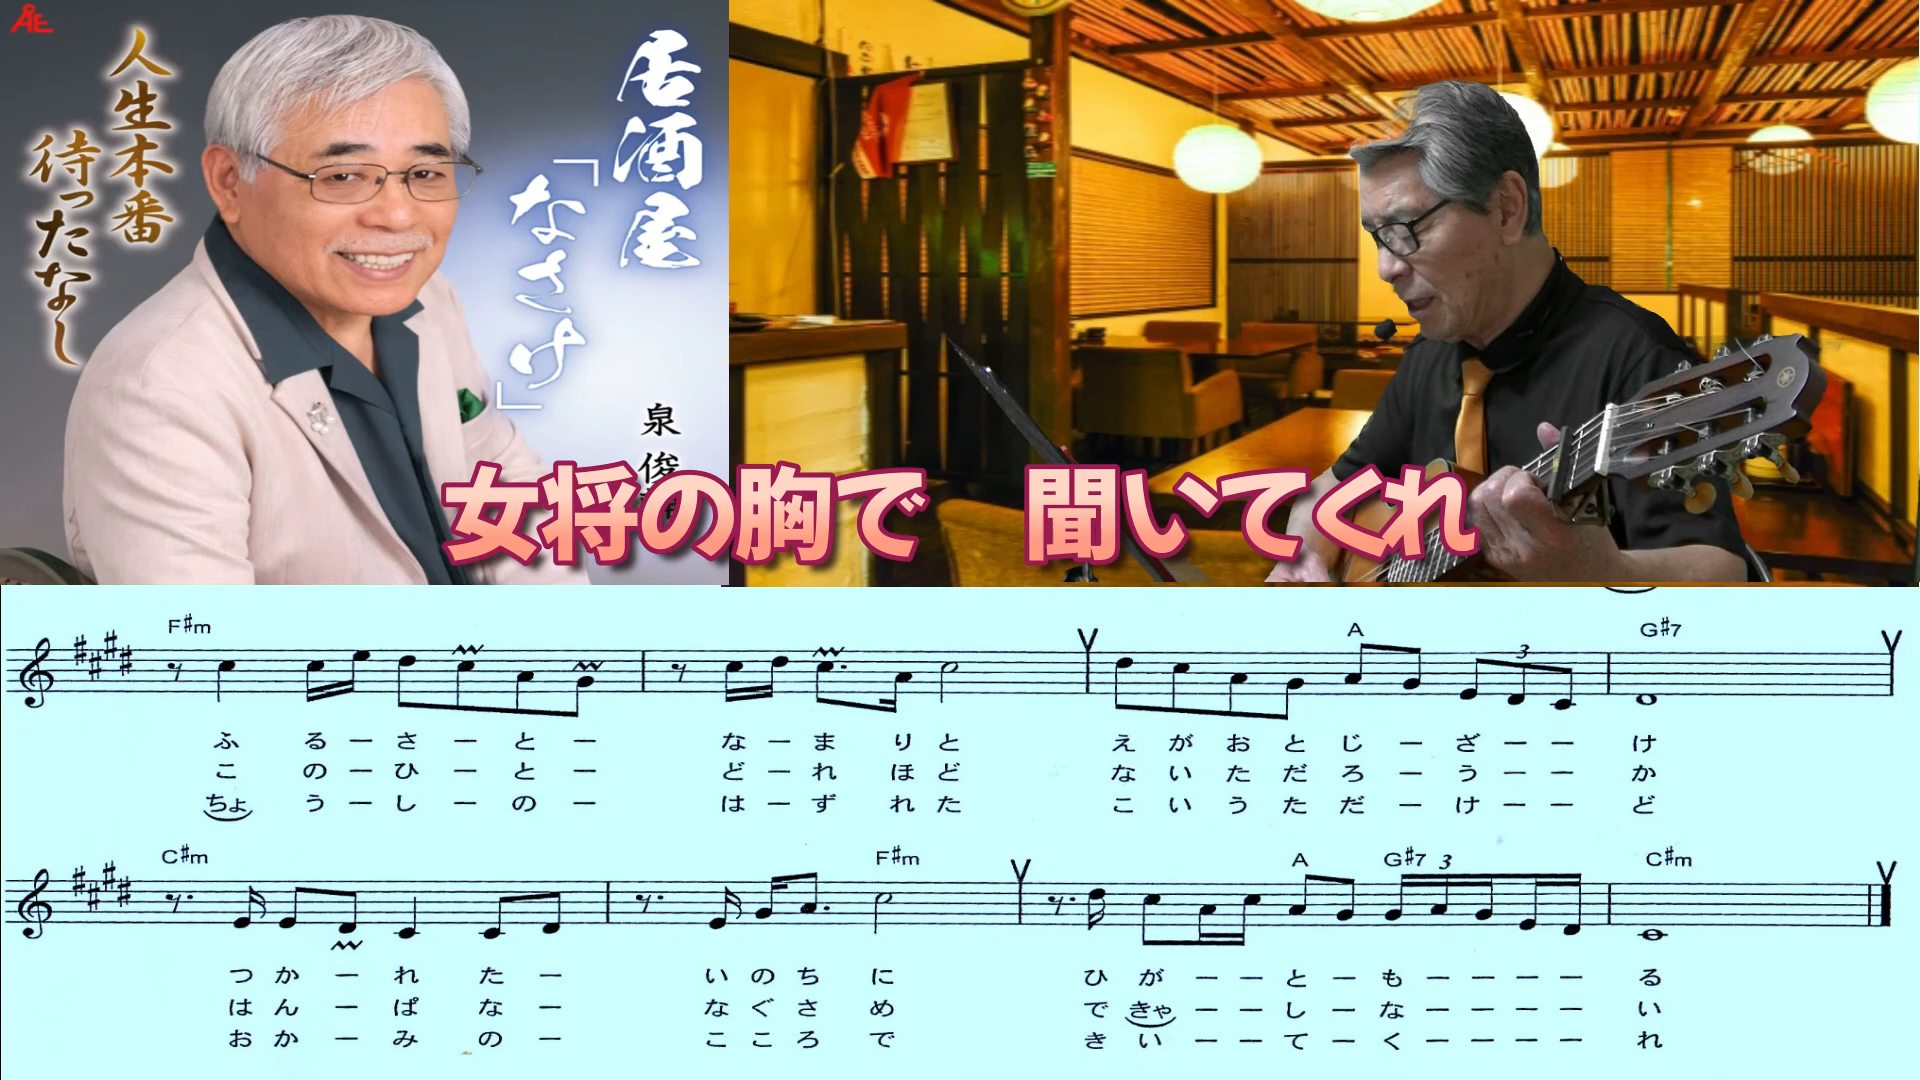 人生本番
待ったなし
居酒屋
「なさけ」
泉 俊
女将の胸で 聞いてくれ
F#m A G#7
3
ふ る ー さ ー と ー な ー ま り と え が お と じ ー ざ ー ー け
こ の ー ひ ー と ー ど ー れ ほ ど な い た だ ろ ー う ー ー か
ちょ う ー し ー の ー は ー ず れ た こ い う た だ ー け ー ー ど
C#m F#m A G#7 3 C#m
つ か ー れ た ー い の ち に ひ が ー ー と ー も ー ー ー ー る
は ん ー ぱ な ー な ぐ さ め で きゃ ー ー し ー な ー ー ー ー い
お か ー み の ー こ こ ろ で き い ー ー て ー く ー ー ー ー れ